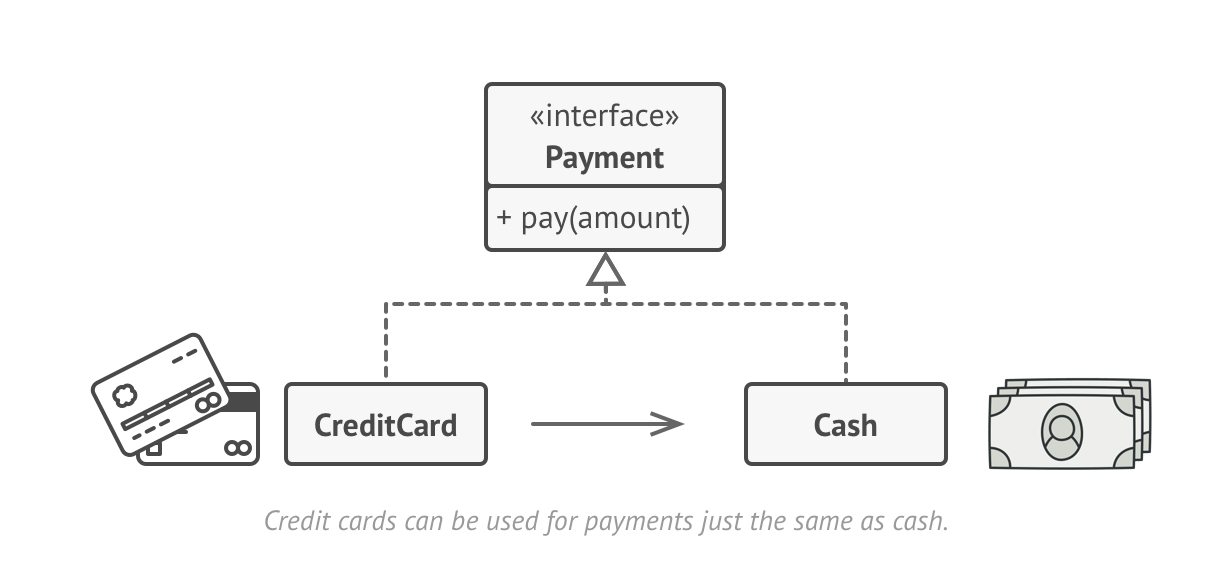 «interface»
Payment
+ pay(amount)
CreditCard
Cash
Credit cards can be used for payments just the same as cash.